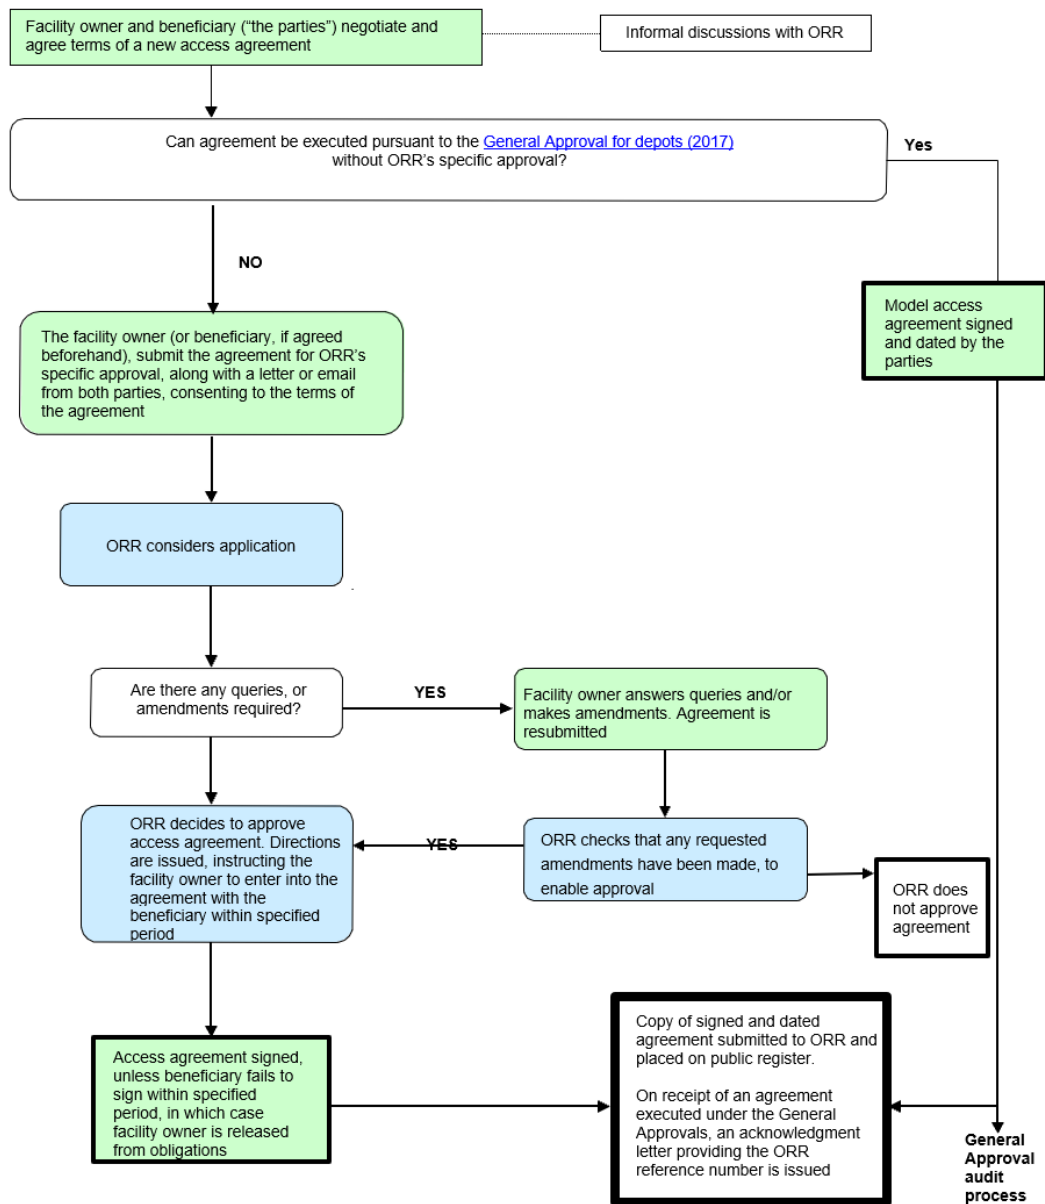 Facility owner and beneficiary (“the parties”) negotiate and
agree terms of a new access agreement
Informal discussions with ORR
Can agreement be executed pursuant to the General Approval for depots (2017)
without ORR’s specific approval?
Yes
NO
The facility owner (or beneficiary, if agreed
beforehand), submit the agreement for ORR’s
specific approval, along with a letter or email
from both parties, consenting to the terms of
the agreement
Model access
agreement signed
and dated by the
parties
ORR considers application
Are there any queries, or
amendments required?
YES
Facility owner answers queries and/or
makes amendments. Agreement is
resubmitted
ORR decides to approve
access agreement. Directions
are issued, instructing the
facility owner to enter into the
agreement with the
beneficiary within specified
period
YES
ORR checks that any requested
amendments have been made, to
enable approval
ORR does
not approve
agreement
Access agreement signed,
unless beneficiary fails to
sign within specified
period, in which case
facility owner is released
from obligations
Copy of signed and dated
agreement submitted to ORR and
placed on public register.
On receipt of an agreement
executed under the General
Approvals, an acknowledgment
letter providing the ORR
reference number is issued
General
Approval
audit
process